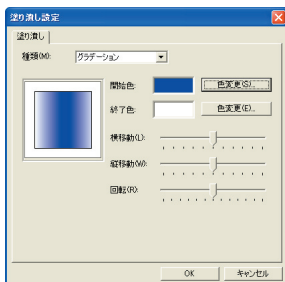 塗り潰し設定
塗り潰し
種類(M): グラデーション
開始色: 色変更(S)...
終了色: 色変更(E)...
横移動(L):
縦移動(W):
回転(R):
OK キャンセル